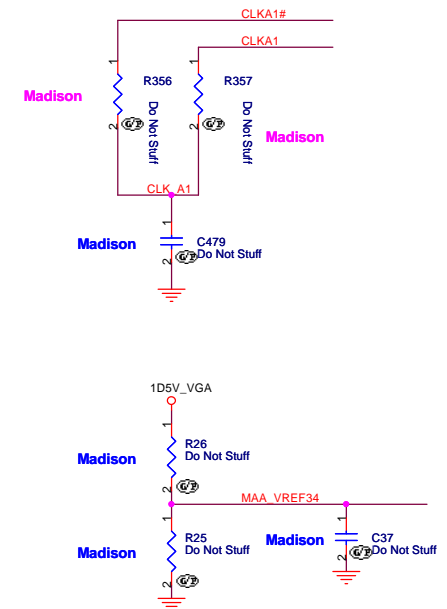 CLKA1#
CLKA1
1
1
R356
R357
Madison
Do Not Stuff
Do Not Stuff
2
G/P
2
G/P
Madison
CLK_A1
1
Madison
C479
2
G/P
Do Not Stuff
1D5V_VGA
1
R26
Madison
Do Not Stuff
2
G/P
MAA_VREF34
1
1
R25
Madison
C37
Madison
Do Not Stuff
2
G/P
Do Not Stuff
2
G/P